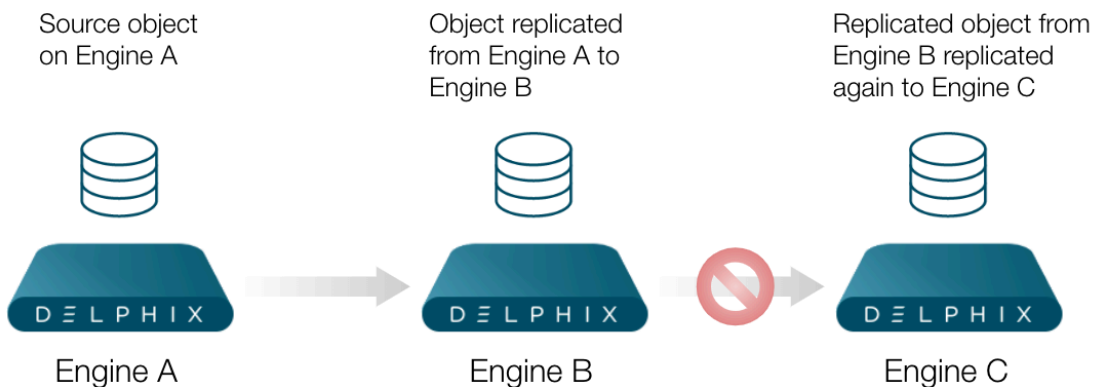 Source object
on Engine A
Object replicated
from Engine A to
Engine B
Replicated object from
Engine B replicated
again to Engine C
DELPHIX
DELPHIX
DELPHIX
Engine A
Engine B
Engine C